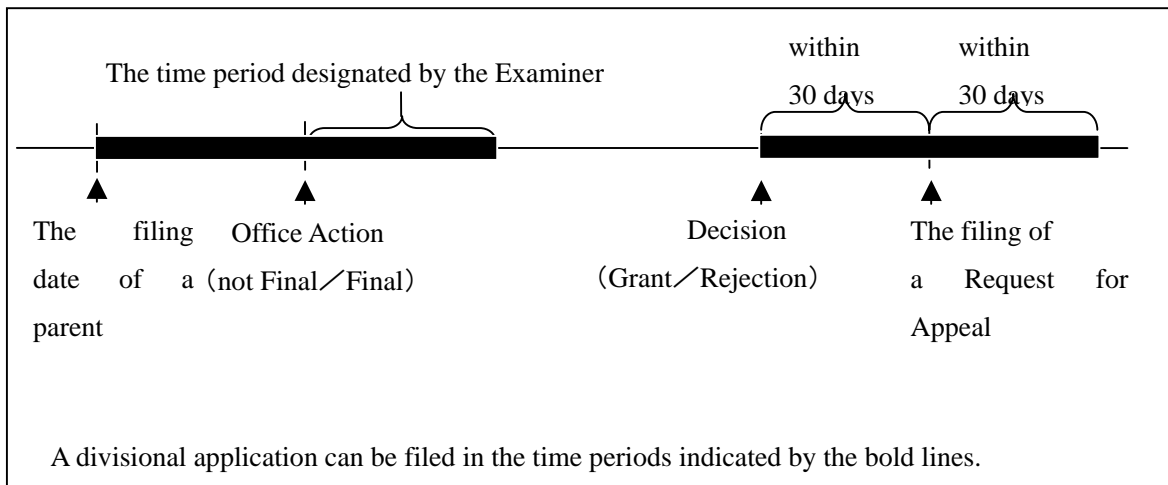 within
30 days
within
30 days
The time period designated by the Examiner
The filing
date of a
parent
Office Action
(not Final／Final)
Decision
(Grant／Rejection)
The filing of
a Request for
Appeal
A divisional application can be filed in the time periods indicated by the bold lines.